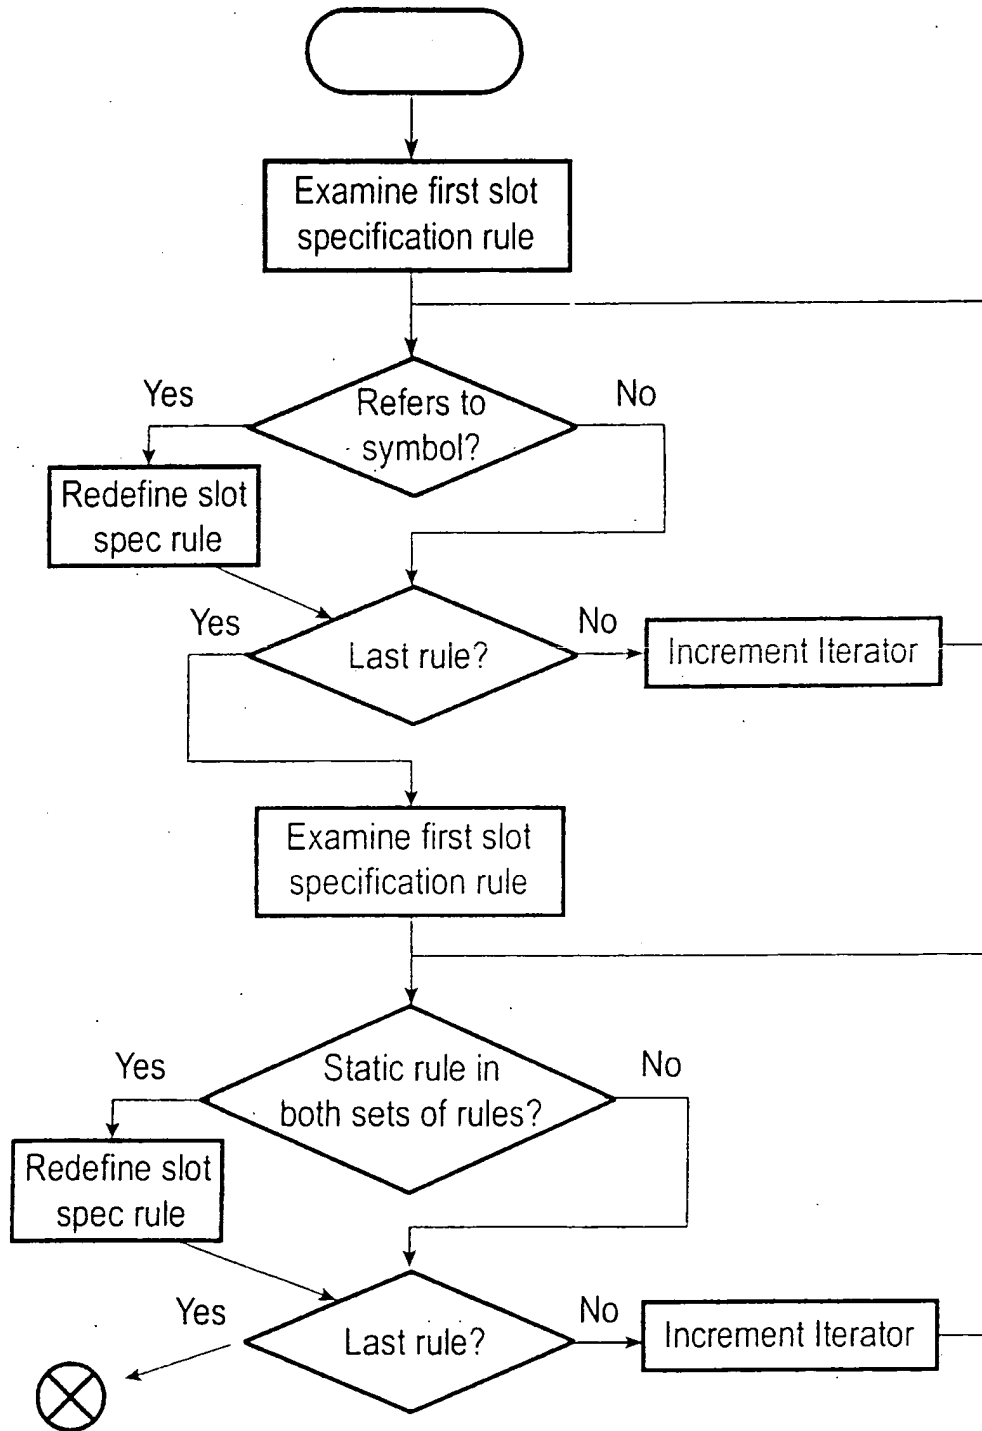 Examine first slot
specification rule
Yes
Refers to
symbol?
No
Redefine slot
spec rule
Yes
Last rule?
No
Increment Iterator
Examine first slot
specification rule
Yes
Static rule in
both sets of rules?
No
Redefine slot
spec rule
Yes
Last rule?
No
Increment Iterator